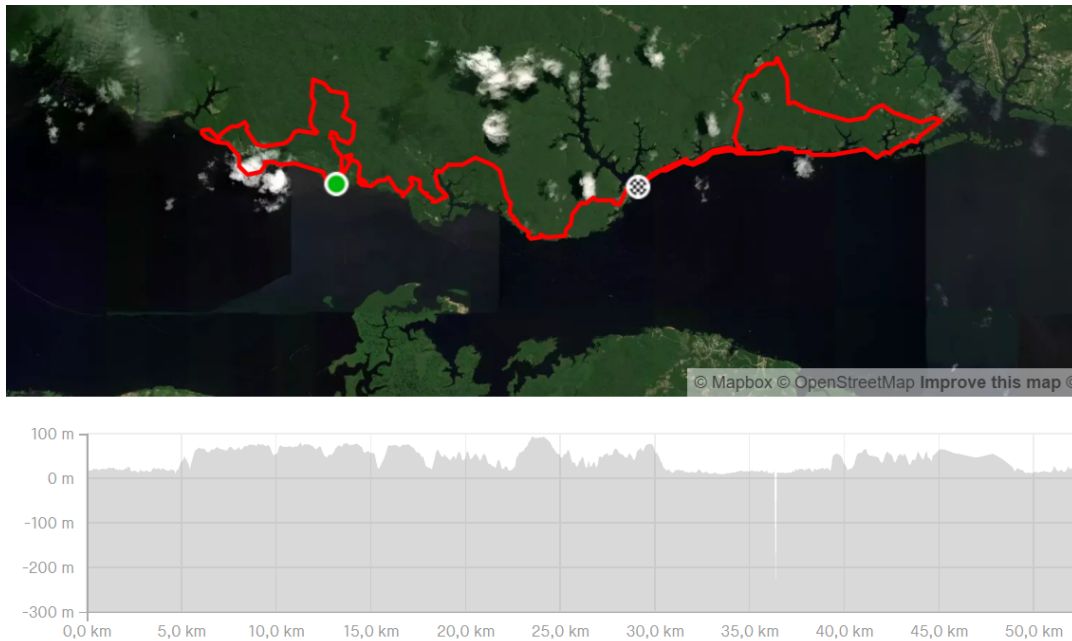 © Mapbox © OpenStreetMap Improve this map ©
100 m
0 m
-100 m
-200 m
-300 m
0,0 km 5,0 km 10,0 km 15,0 km 20,0 km 25,0 km 30,0 km 35,0 km 40,0 km 45,0 km 50,0 km